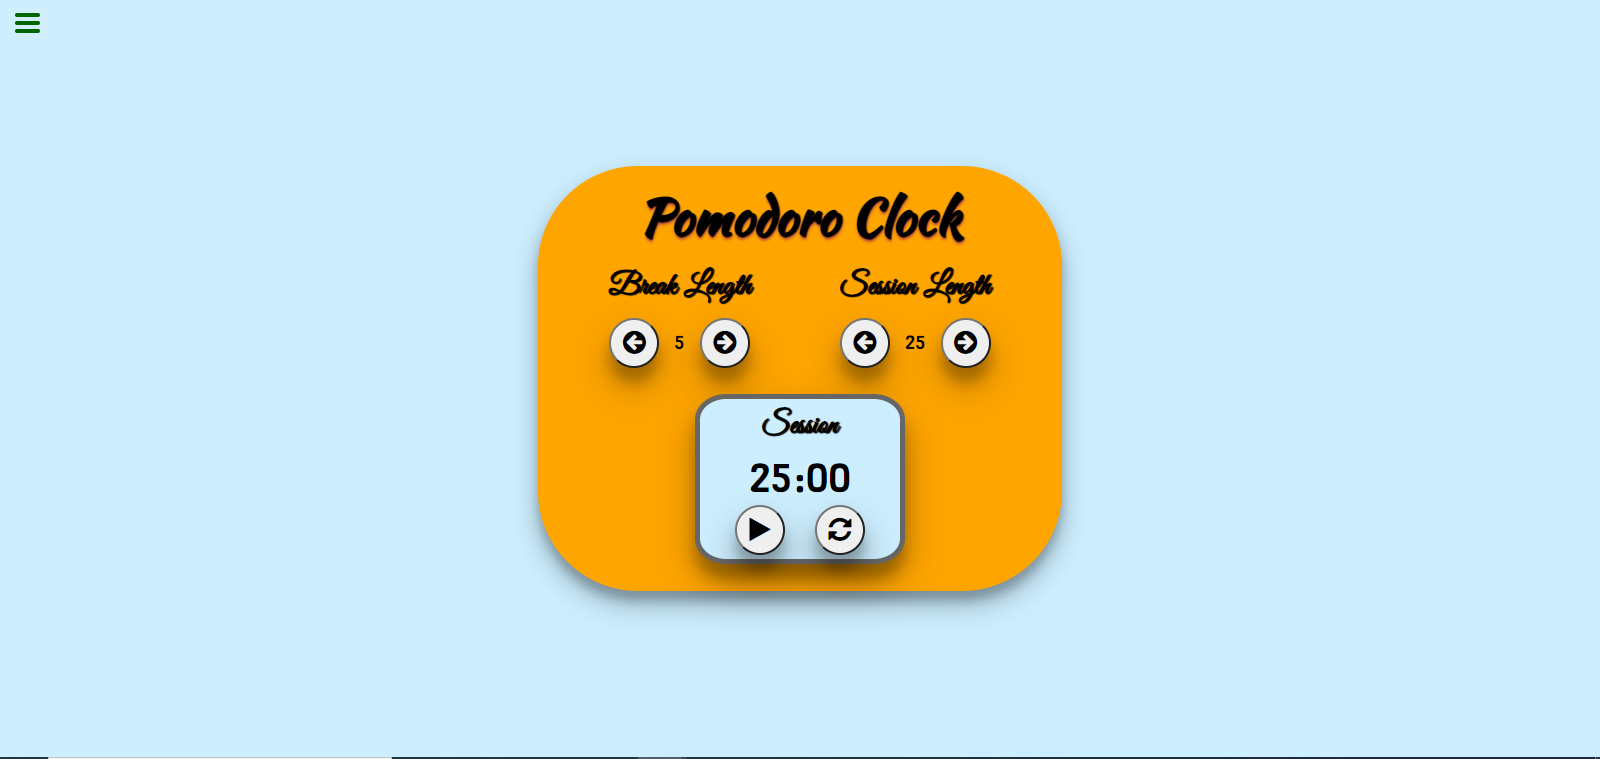 Pomodoro Clock
Break Length
Session Length
5
25
Session
25:00